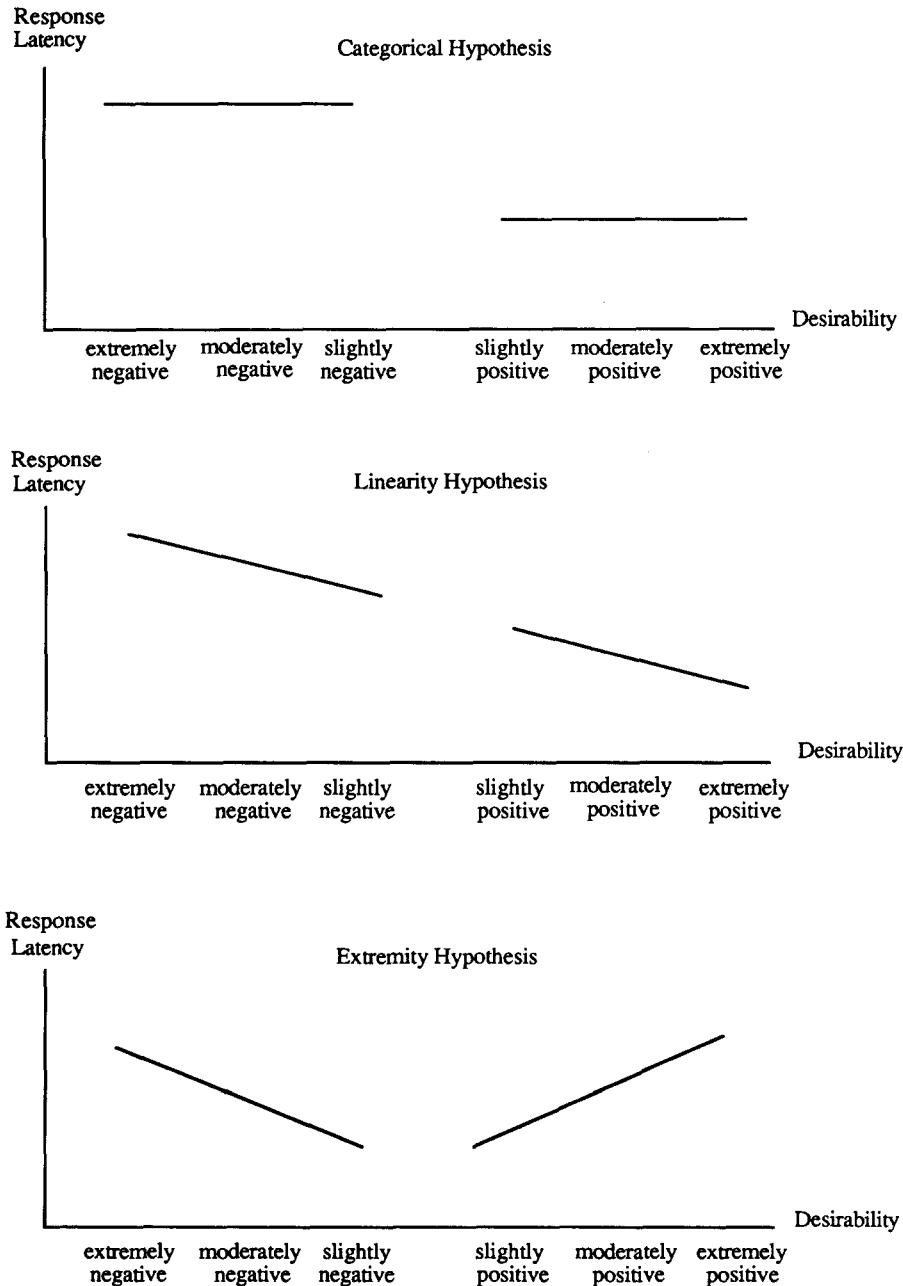 Response
Latency
Categorical Hypothesis
Desirability
extremely moderately slightly slightly moderately extremely
negative negative negative positive positive positive
Response
Latency
Linearity Hypothesis
Desirability
extremely moderately slightly slightly moderately extremely
negative negative negative positive positive positive
Response
Latency
Extremity Hypothesis
Desirability
extremely moderately slightly slightly moderately extremely
negative negative negative positive positive positive